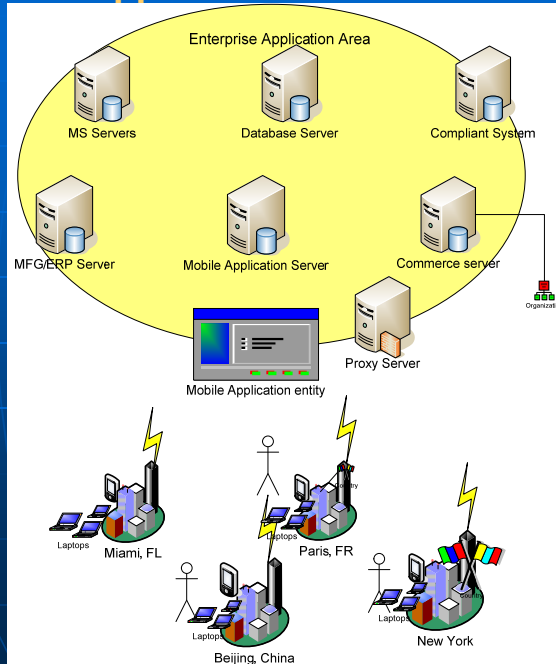 Enterprise Application Area
MS Servers
Database Server
Compliant System
MFG/ERP Server
Mobile Application Server
Commerce server
Proxy Server
Mobile Application entity
Laptops
Miami, FL
Laptops
Paris, FR
Laptops
Beijing, China
Laptops
New York